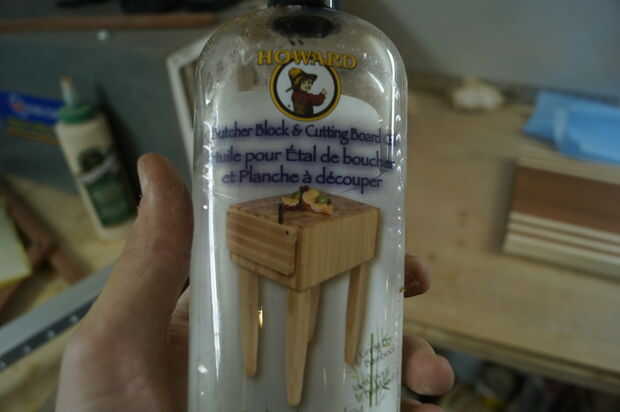 HOWARD
Butcher Block & Cutting Board
Huile pour Étal de boucher
et Planche à découper